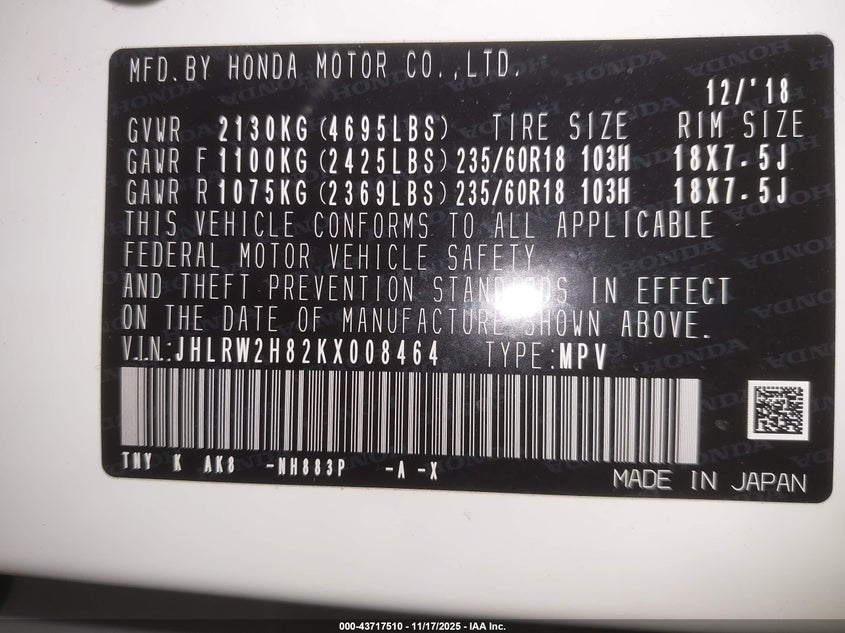 MFD.BY HONDA MOTOR CO.,LTD.
12/'18
GVWR 2130KG(4695LBS) TIRE SIZE RIM SIZE
GAWR F1100KG(2425LBS)235/60R18 103H 18X7.5J
GAWR R1075KG(2369LBS)235/60R18 103H 18X7.5J
THIS VEHICLE CONFORMS TO ALL APPLICABLE
FEDERAL MOTOR VEHICLE SAFETY
AND THEFT PREVENTION STANDARDS IN EFFECT
ON THE DATE OF MANUFACTURE SHOWN ABOVE.
V.I.N:JHLRW2H82KX008464 TYPE:MPV
TNY K AK8 -NH883P -A -X
MADE IN JAPAN
000-43717510 - 11/17/2025 - IAA Inc.